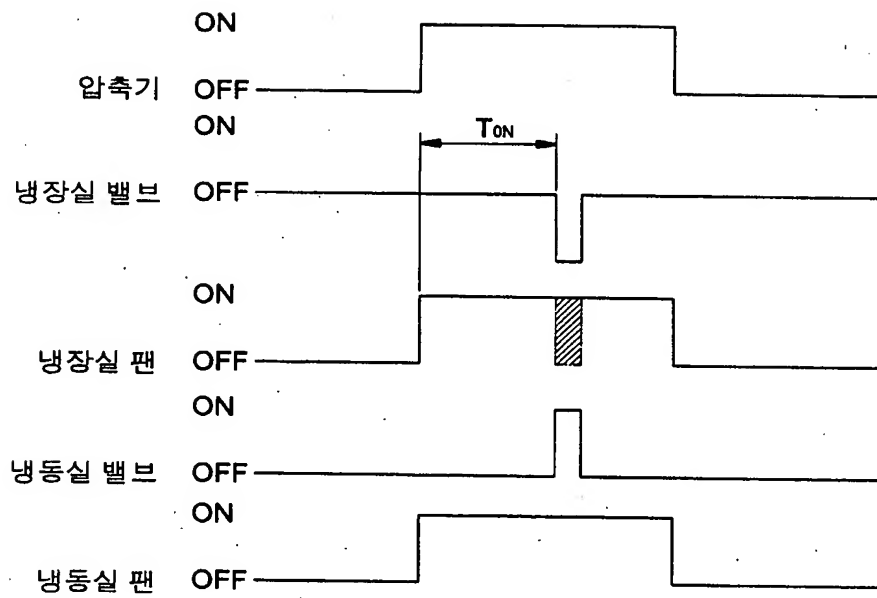 ON
압축기 OFF
ON
T_ON
냉장실 밸브 OFF
ON
냉장실 팬 OFF
ON
냉동실 밸브 OFF
ON
냉동실 팬 OFF